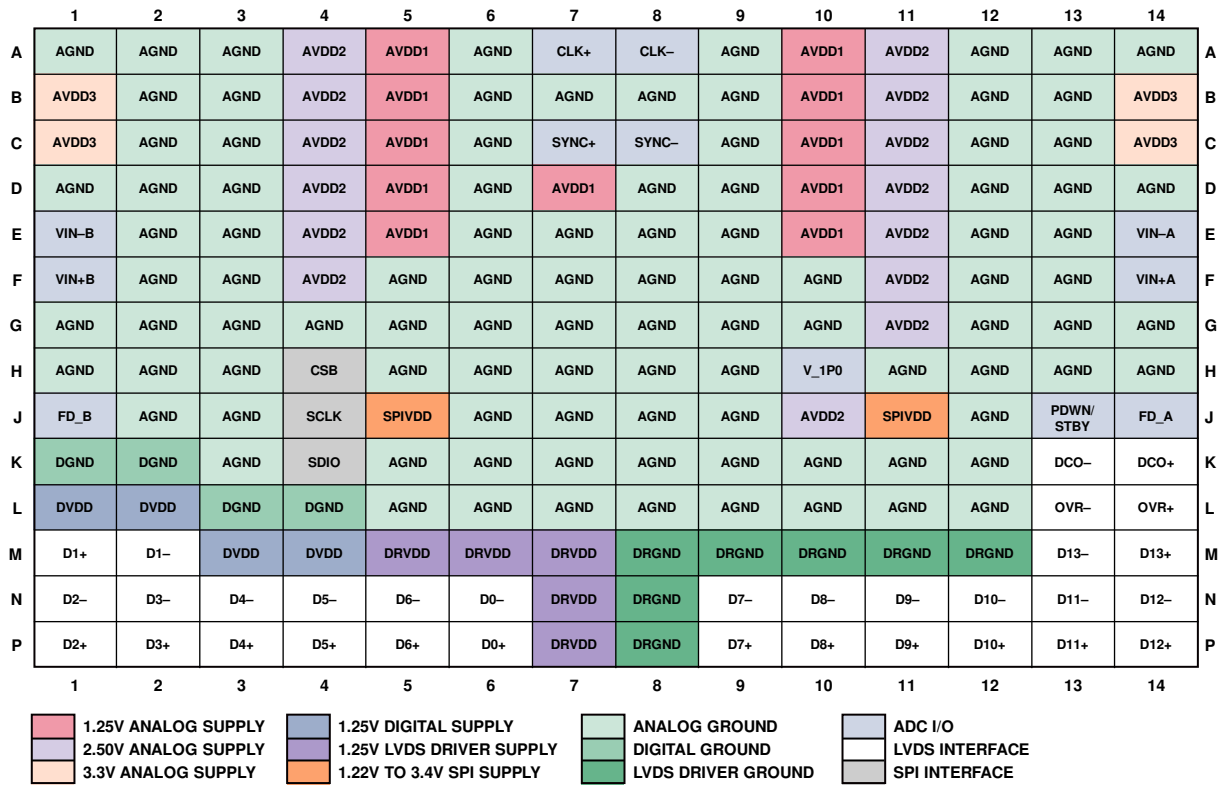 1 2 3 4 5 6 7 8 9 10 11 12 13 14
A AGND AGND AGND AVDD2 AVDD1 AGND CLK+ CLK– AGND AVDD1 AVDD2 AGND AGND AGND A
B AVDD3 AGND AGND AVDD2 AVDD1 AGND AGND AGND AGND AVDD1 AVDD2 AGND AGND AVDD3 B
C AVDD3 AGND AGND AVDD2 AVDD1 AGND SYNC+ SYNC– AGND AVDD1 AVDD2 AGND AGND AVDD3 C
D AGND AGND AGND AVDD2 AVDD1 AGND AVDD1 AGND AGND AVDD1 AVDD2 AGND AGND AGND D
E VIN–B AGND AGND AVDD2 AVDD1 AGND AGND AGND AGND AVDD1 AVDD2 AGND AGND VIN–A E
F VIN+B AGND AGND AVDD2 AGND AGND AGND AGND AGND AGND AVDD2 AGND AGND VIN+A F
G AGND AGND AGND AGND AGND AGND AGND AGND AGND AGND AVDD2 AGND AGND AGND G
H AGND AGND AGND CSB AGND AGND AGND AGND AGND V_1P0 AGND AGND AGND AGND H
J FD_B AGND AGND SCLK SPIVDD AGND AGND AGND AGND AVDD2 SPIVDD AGND PDWN/ STBY FD_A J
K DGND DGND AGND SDIO AGND AGND AGND AGND AGND AGND AGND AGND DCO– DCO+ K
L DVDD DVDD DGND DGND AGND AGND AGND AGND AGND AGND AGND AGND OVR– OVR+ L
M D1+ D1– DVDD DVDD DRVDD DRVDD DRVDD DRGND DRGND DRGND DRGND DRGND D13– D13+ M
N D2– D3– D4– D5– D6– D0– DRVDD DRGND D7– D8– D9– D10– D11– D12– N
P D2+ D3+ D4+ D5+ D6+ D0+ DRVDD DRGND D7+ D8+ D9+ D10+ D11+ D12+ P
1 2 3 4 5 6 7 8 9 10 11 12 13 14
1.25V ANALOG SUPPLY 1.25V DIGITAL SUPPLY ANALOG GROUND ADC I/O
2.50V ANALOG SUPPLY 1.25V LVDS DRIVER SUPPLY DIGITAL GROUND LVDS INTERFACE
3.3V ANALOG SUPPLY 1.22V TO 3.4V SPI SUPPLY LVDS DRIVER GROUND SPI INTERFACE